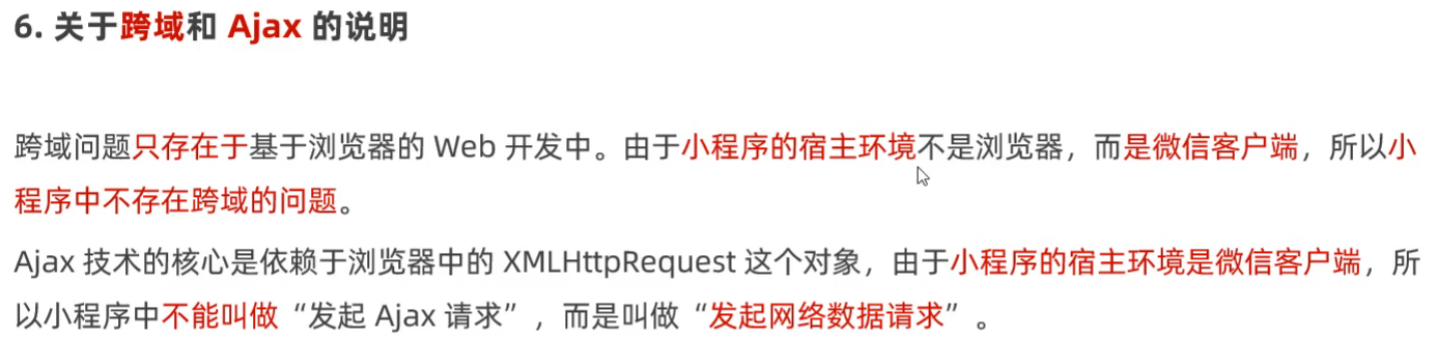 6. 关于跨域和 Ajax 的说明
跨域问题只存在于基于浏览器的 Web 开发中。由于小程序的宿主环境不是浏览器，而是微信客户端，所以小
程序中不存在跨域的问题。
Ajax 技术的核心是依赖于浏览器中的 XMLHttpRequest 这个对象，由于小程序的宿主环境是微信客户端，所
以小程序中不能叫做“发起 Ajax 请求”，而是叫做“发起网络数据请求”。